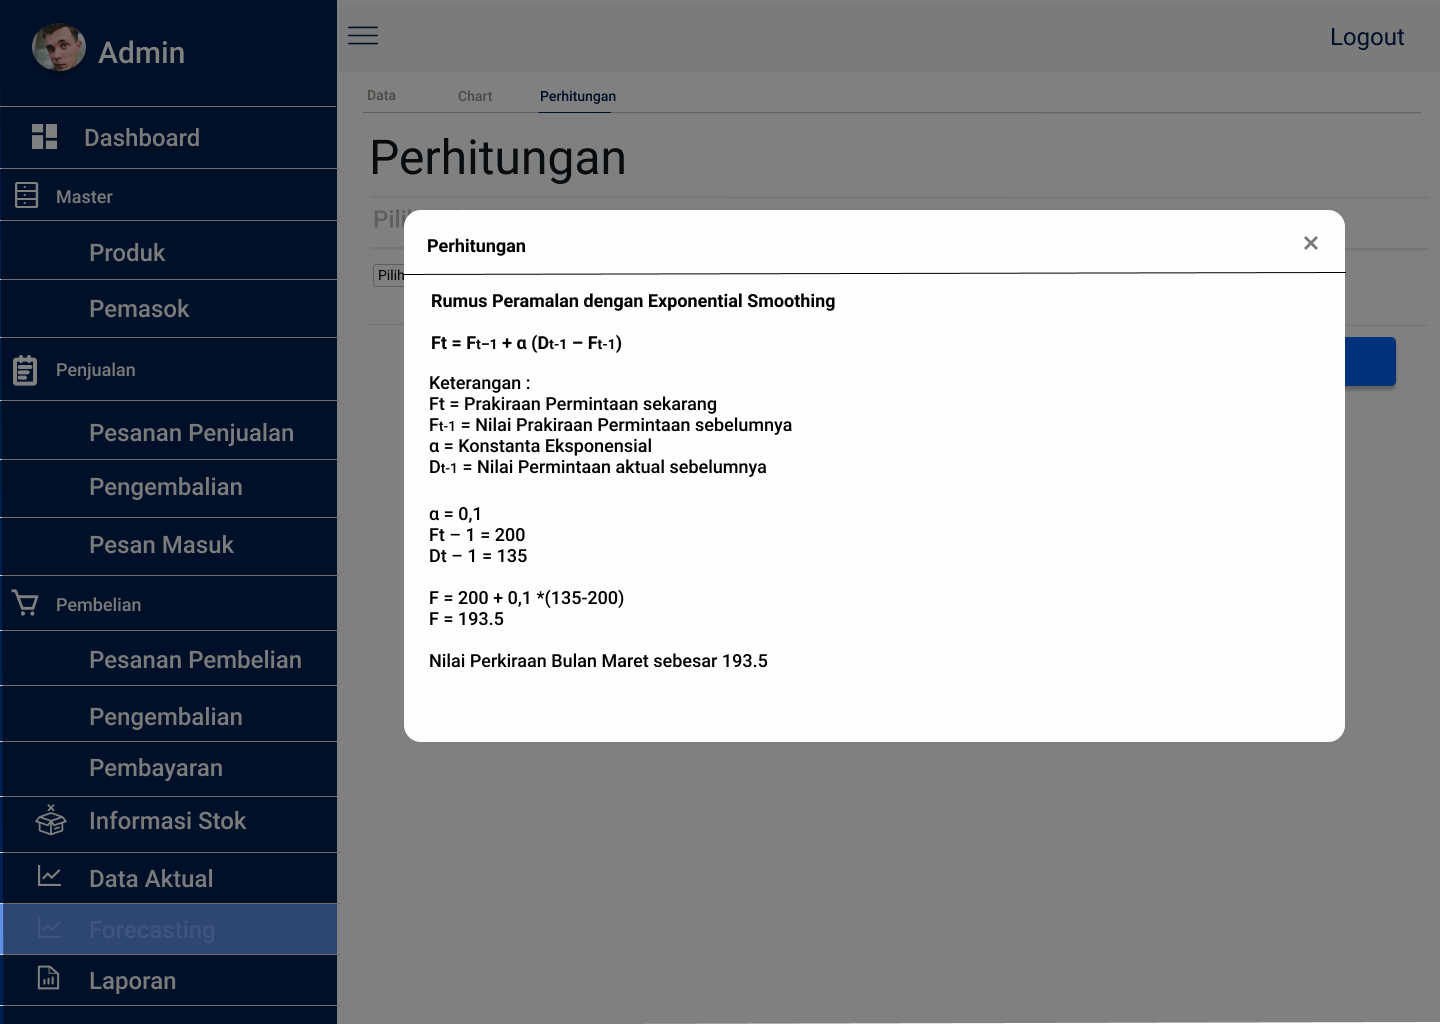 Admin
Logout
Data
Chart
Perhitungan
Dashboard
Perhitungan
Master
Produk
Pemasok
Penjualan
Pesanan Penjualan
Pengembalian
Pesan Masuk
Pembelian
Pesanan Pembelian
Pengembalian
Pembayaran
Informasi Stok
Data Aktual
Forecasting
Laporan
Pilih
Perhitungan
×
Rumus Peramalan dengan Exponential Smoothing
Ft = Ft−1 + α (Dt-1 − Ft-1)
Keterangan :
Ft = Prakiraan Permintaan sekarang
Ft-1 = Nilai Prakiraan Permintaan sebelumnya
α = Konstanta Eksponensial
Dt-1 = Nilai Permintaan aktual sebelumnya
α = 0,1
Ft − 1 = 200
Dt − 1 = 135
F = 200 + 0,1 *(135-200)
F = 193.5
Nilai Perkiraan Bulan Maret sebesar 193.5